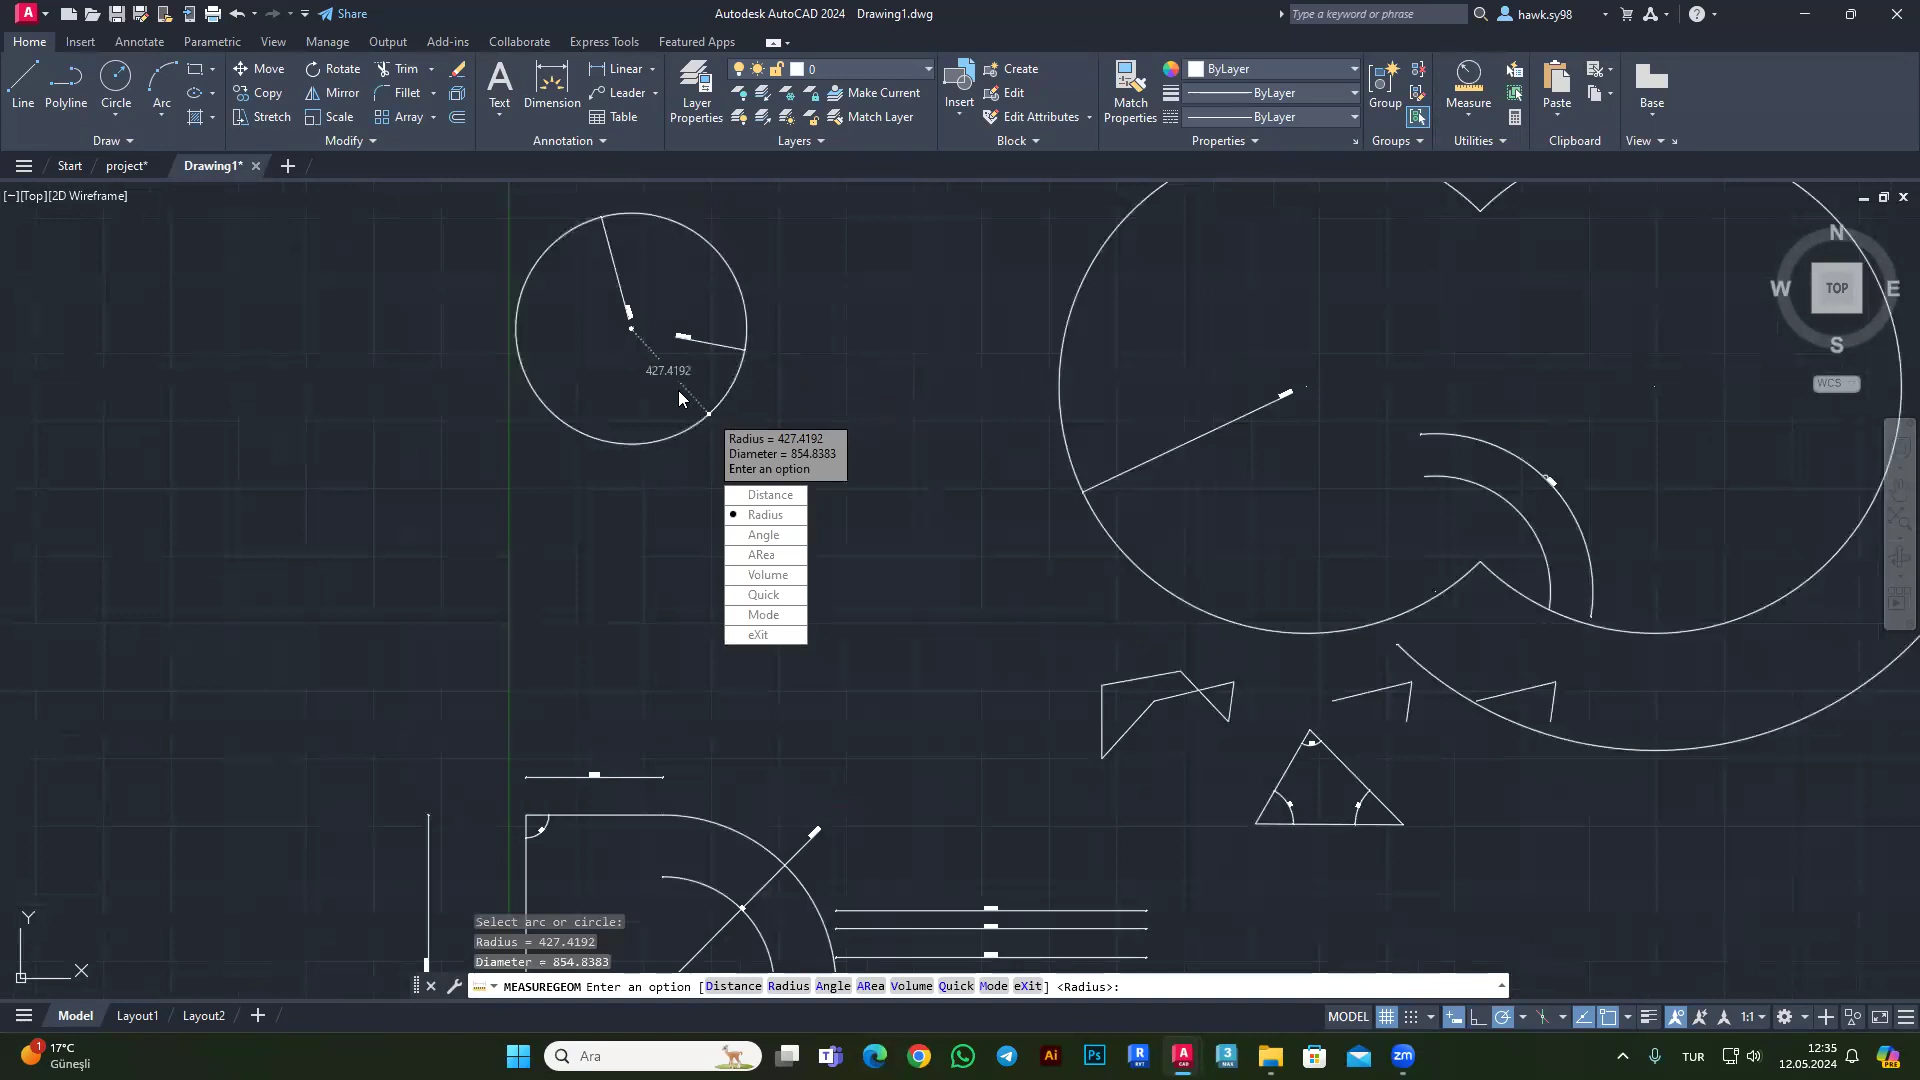 Share
Autodesk AutoCAD 2024 Drawing1.dwg
Type a keyword or phrase
hawk.sy98
Home Insert Annotate Parametric View Manage Output Add-ins Collaborate Express Tools Featured Apps
Line Polyline Circle Arc
Move Rotate Trim
Copy Mirror Fillet
Stretch Scale Array
Text Dimension
Linear
Leader
Table
Layer Properties
0
Make Current
Match Layer
Insert
Create
Edit
Edit Attributes
Match Properties
ByLayer
ByLayer
ByLayer
Group
Measure
Paste
Base
Draw Modify Annotation Layers Block Properties Groups Utilities Clipboard View
Start project* Drawing1*
[−][Top][2D Wireframe]
N
W TOP E
S
WCS
427.4192
Radius = 427.4192
Diameter = 854.8383
Enter an option
Distance
Radius
Angle
ARea
Volume
Quick
Mode
eXit
Select arc or circle:
Radius = 427.4192
Diameter = 854.8383
Y
X
MEASUREGEOM Enter an option [Distance Radius Angle ARea Volume Quick Mode eXit] <Radius>:
Model Layout1 Layout2
MODEL
1:1
1
17°C
Güneşli
Ara
TUR
12:35
12.05.2024